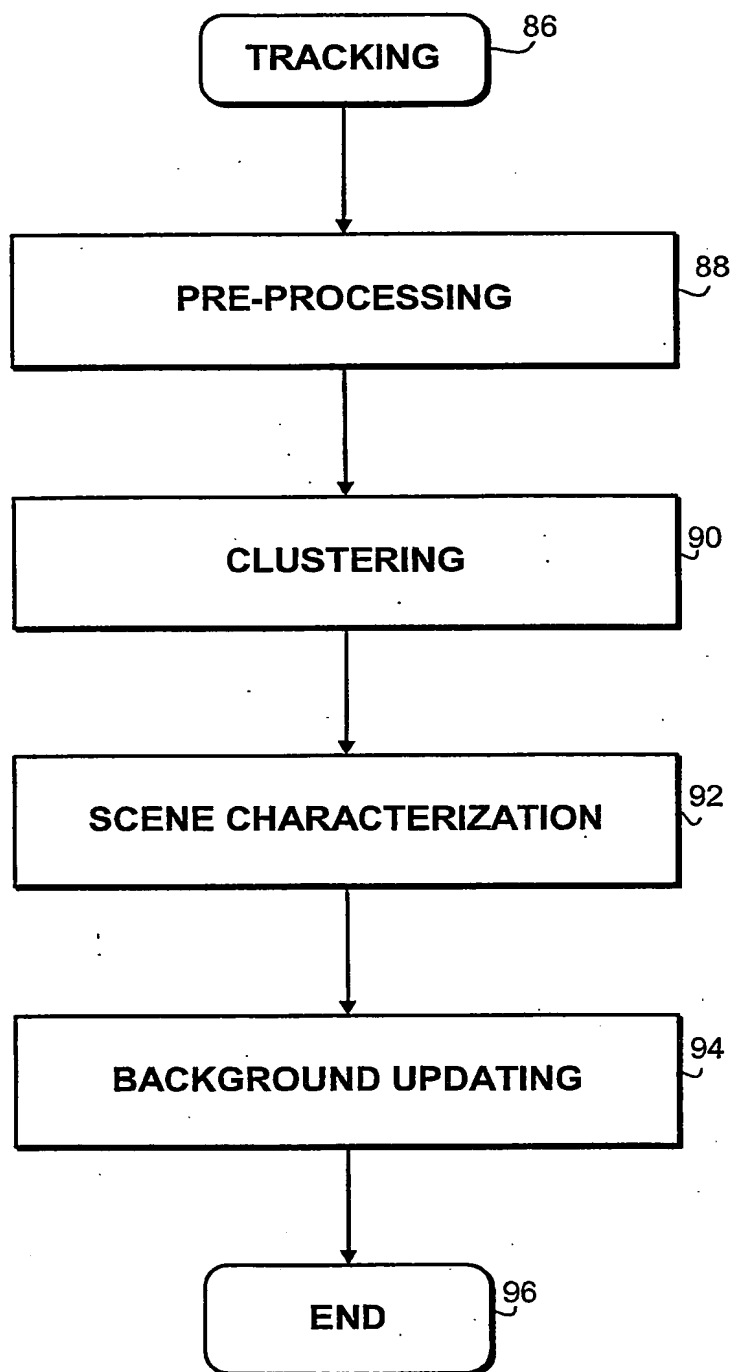 TRACKING
86
PRE-PROCESSING
88
CLUSTERING
90
SCENE CHARACTERIZATION
92
BACKGROUND UPDATING
94
END
96